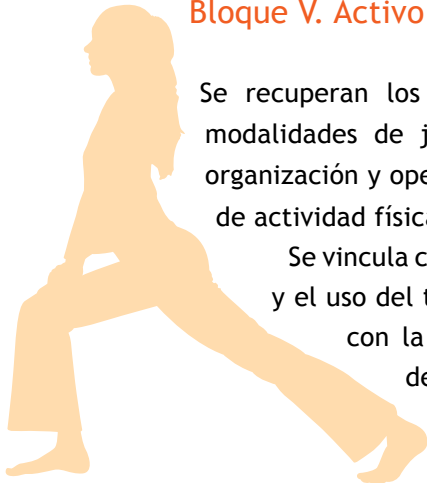 Bloque V. Activo
Se recuperan los
modalidades de j
organización y ope
de actividad física
Se vincula c
y el uso del t
con la
de